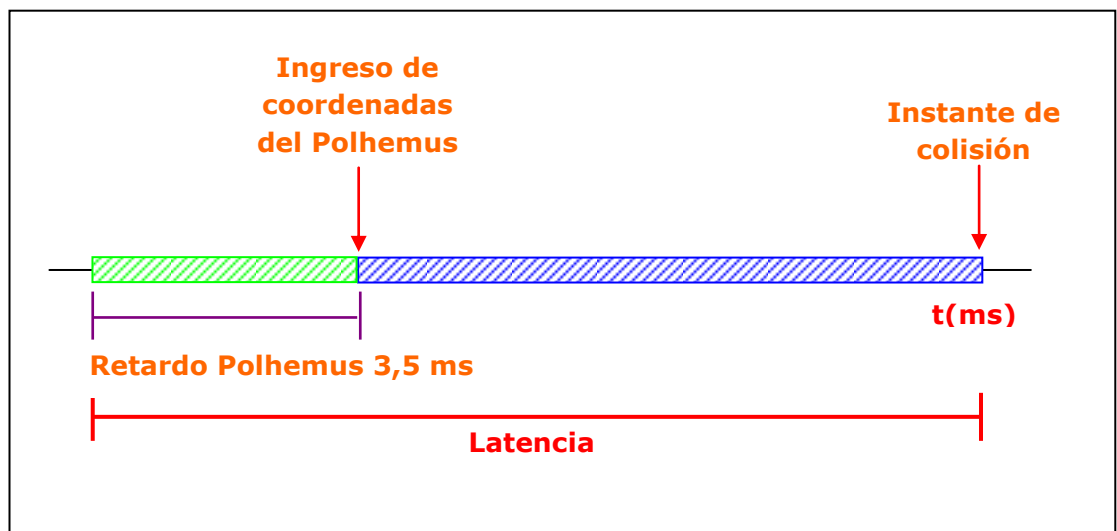 Ingreso de
coordenadas
del Polhemus
Instante de
colisión
t(ms)
Retardo Polhemus 3,5 ms
Latencia